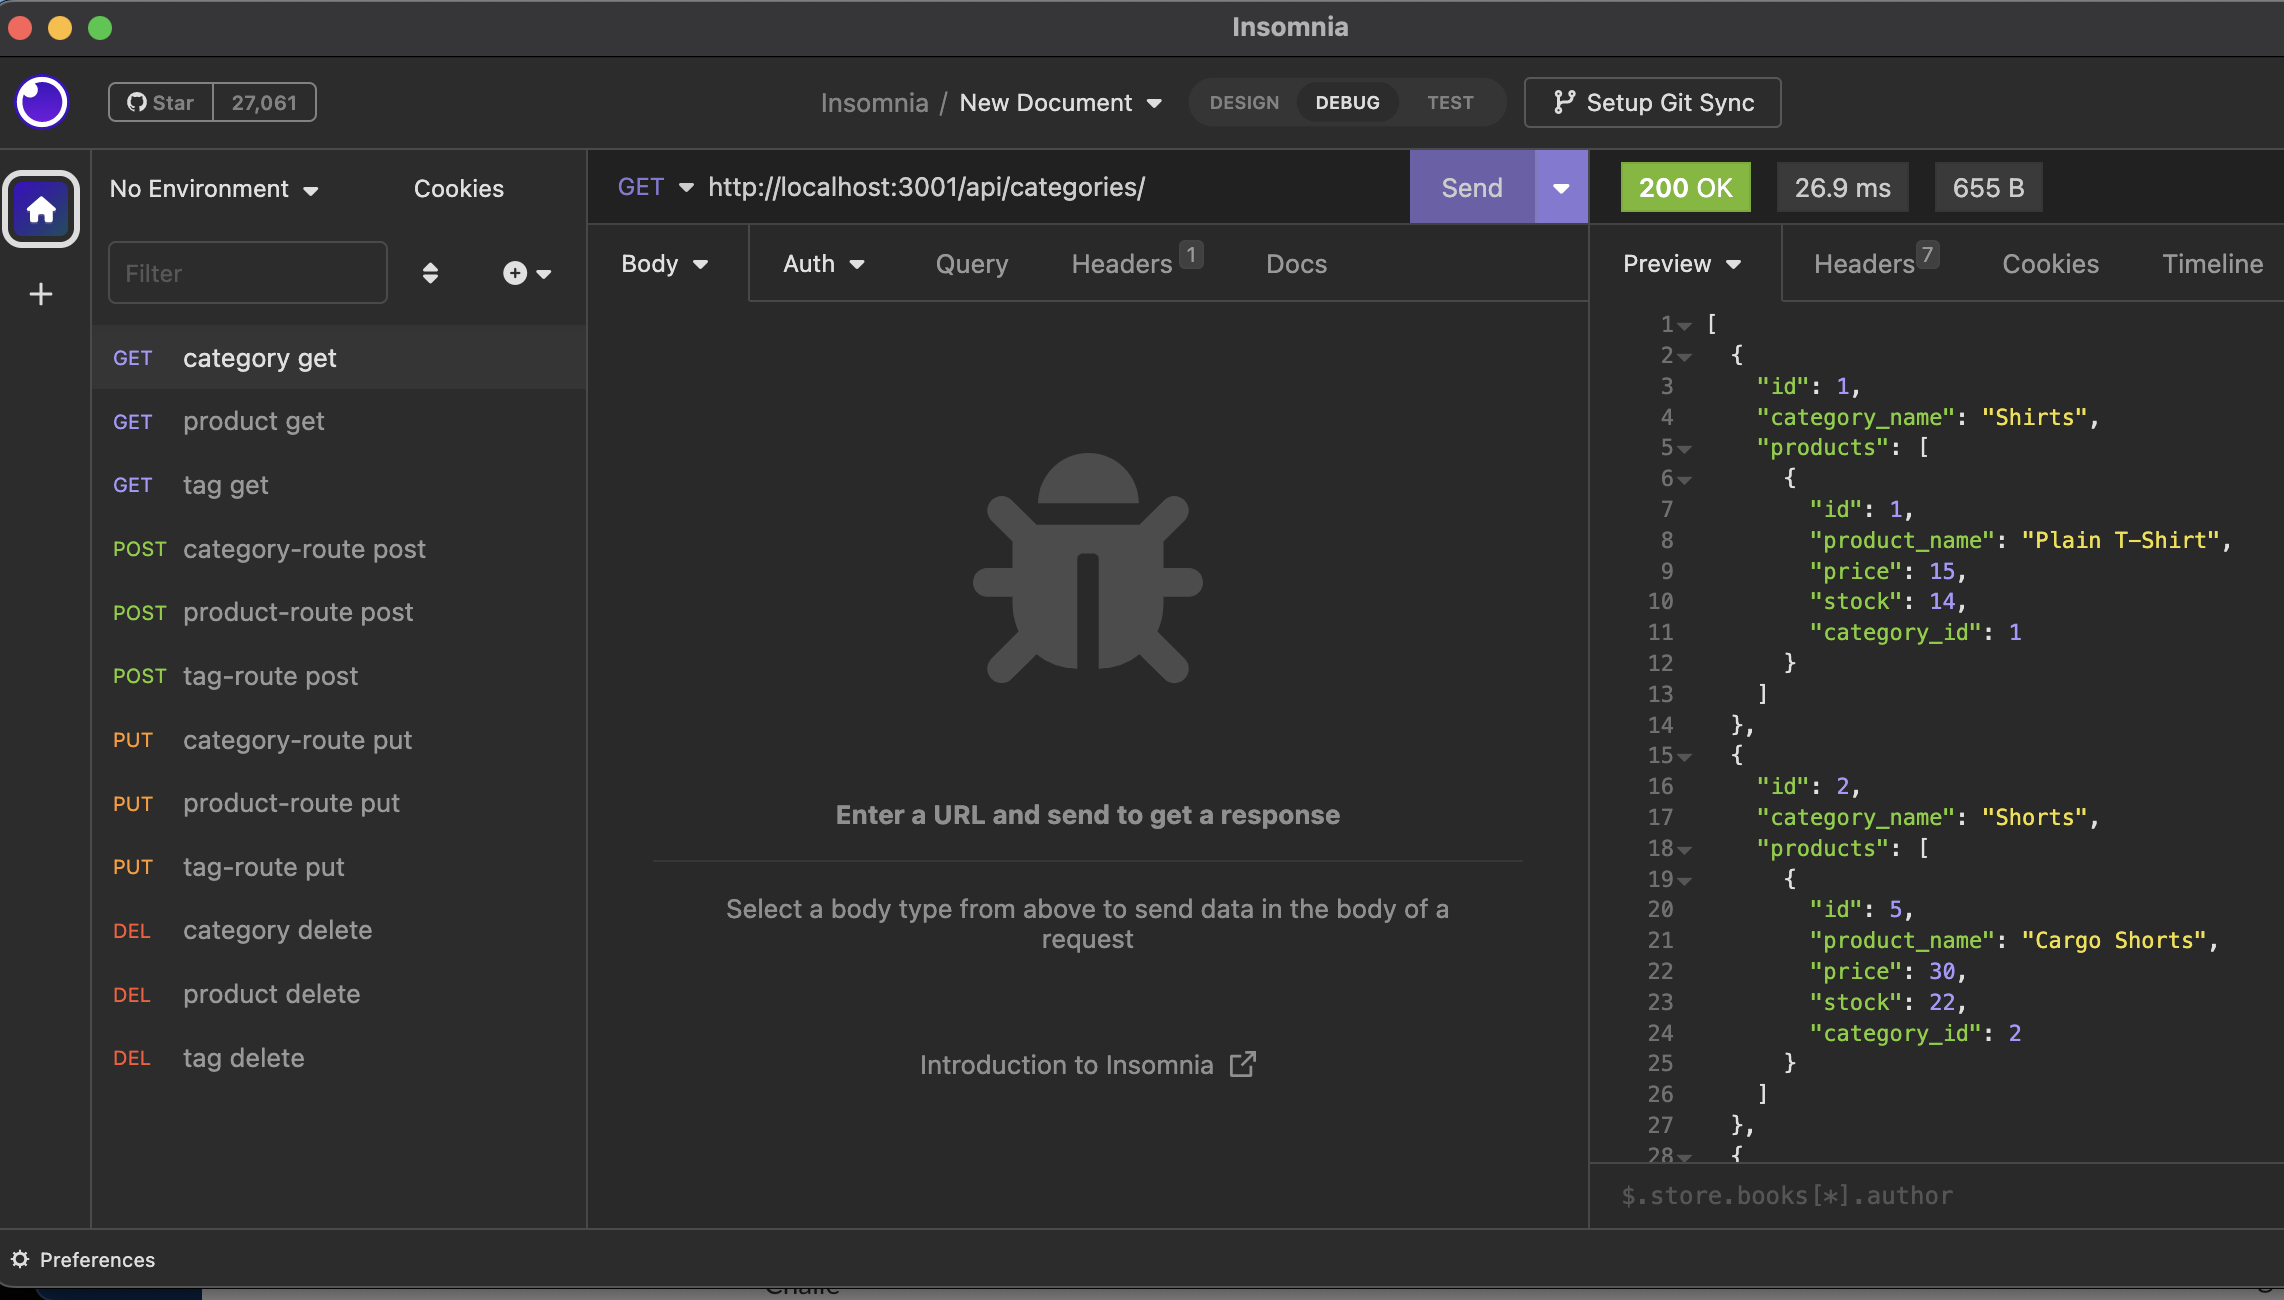 Insomnia
Star 27,061
Insomnia / New Document
DESIGN DEBUG TEST
Setup Git Sync
No Environment Cookies
Filter
GET category get
GET product get
GET tag get
POST category-route post
POST product-route post
POST tag-route post
PUT category-route put
PUT product-route put
PUT tag-route put
DEL category delete
DEL product delete
DEL tag delete
GET http://localhost:3001/api/categories/ Send
Body Auth Query Headers 1 Docs
Enter a URL and send to get a response
Select a body type from above to send data in the body of a
request
Introduction to Insomnia
200 OK 26.9 ms 655 B
Preview Headers 7 Cookies Timeline
1 [
2 {
3 "id": 1,
4 "category_name": "Shirts",
5 "products": [
6 {
7 "id": 1,
8 "product_name": "Plain T-Shirt",
9 "price": 15,
10 "stock": 14,
11 "category_id": 1
12 }
13 ]
14 },
15 {
16 "id": 2,
17 "category_name": "Shorts",
18 "products": [
19 {
20 "id": 5,
21 "product_name": "Cargo Shorts",
22 "price": 30,
23 "stock": 22,
24 "category_id": 2
25 }
26 ]
27 },
28 {
$.store.books[*].author
Preferences